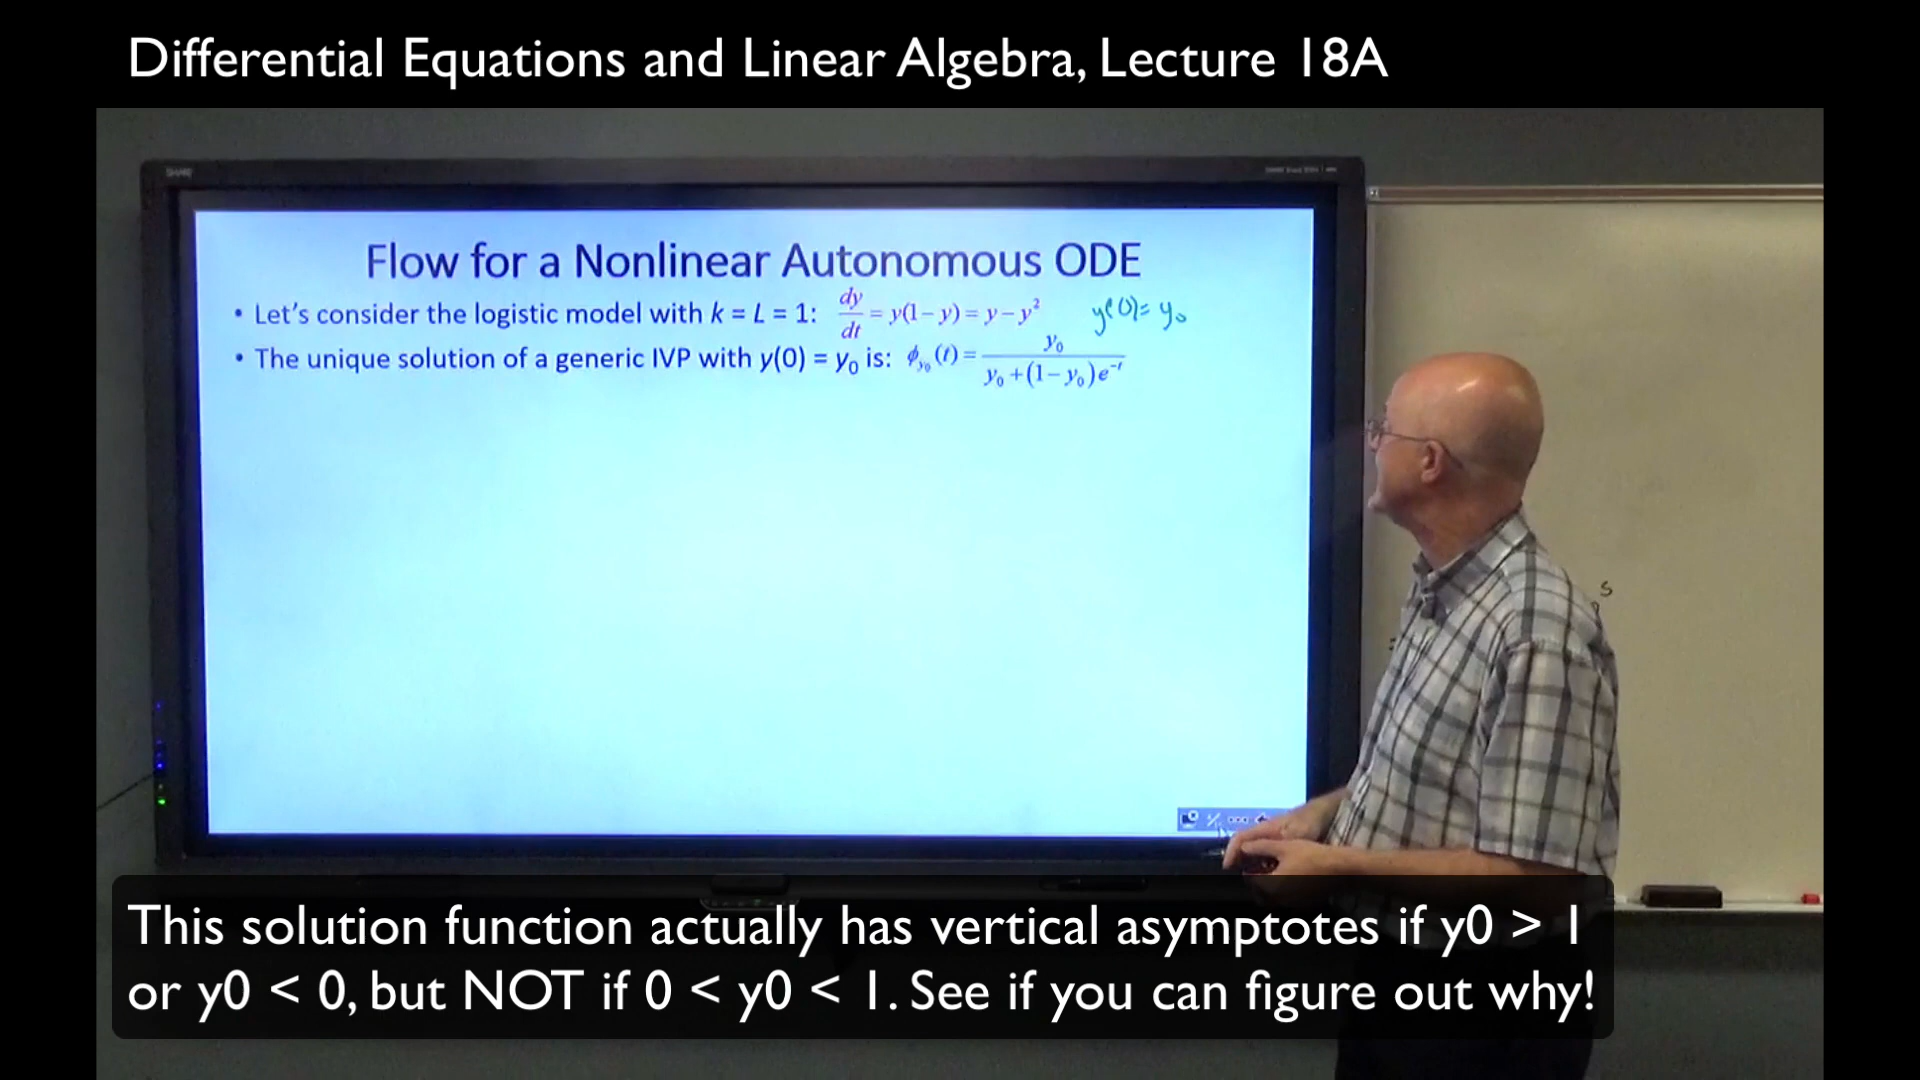 Differential Equations and Linear Algebra, Lecture 18A
SHARP
Flow for a Nonlinear Autonomous ODE
• Let's consider the logistic model with k = L = 1: dy/dt = y(1−y) = y−y² y(0)= y₀
• The unique solution of a generic IVP with y(0) = y₀ is: ϕ_y₀(t) = y₀/(y₀+(1−y₀)e⁻ᵗ)
s
This solution function actually has vertical asymptotes if y0 > 1
or y0 < 0, but NOT if 0 < y0 < 1. See if you can figure out why!